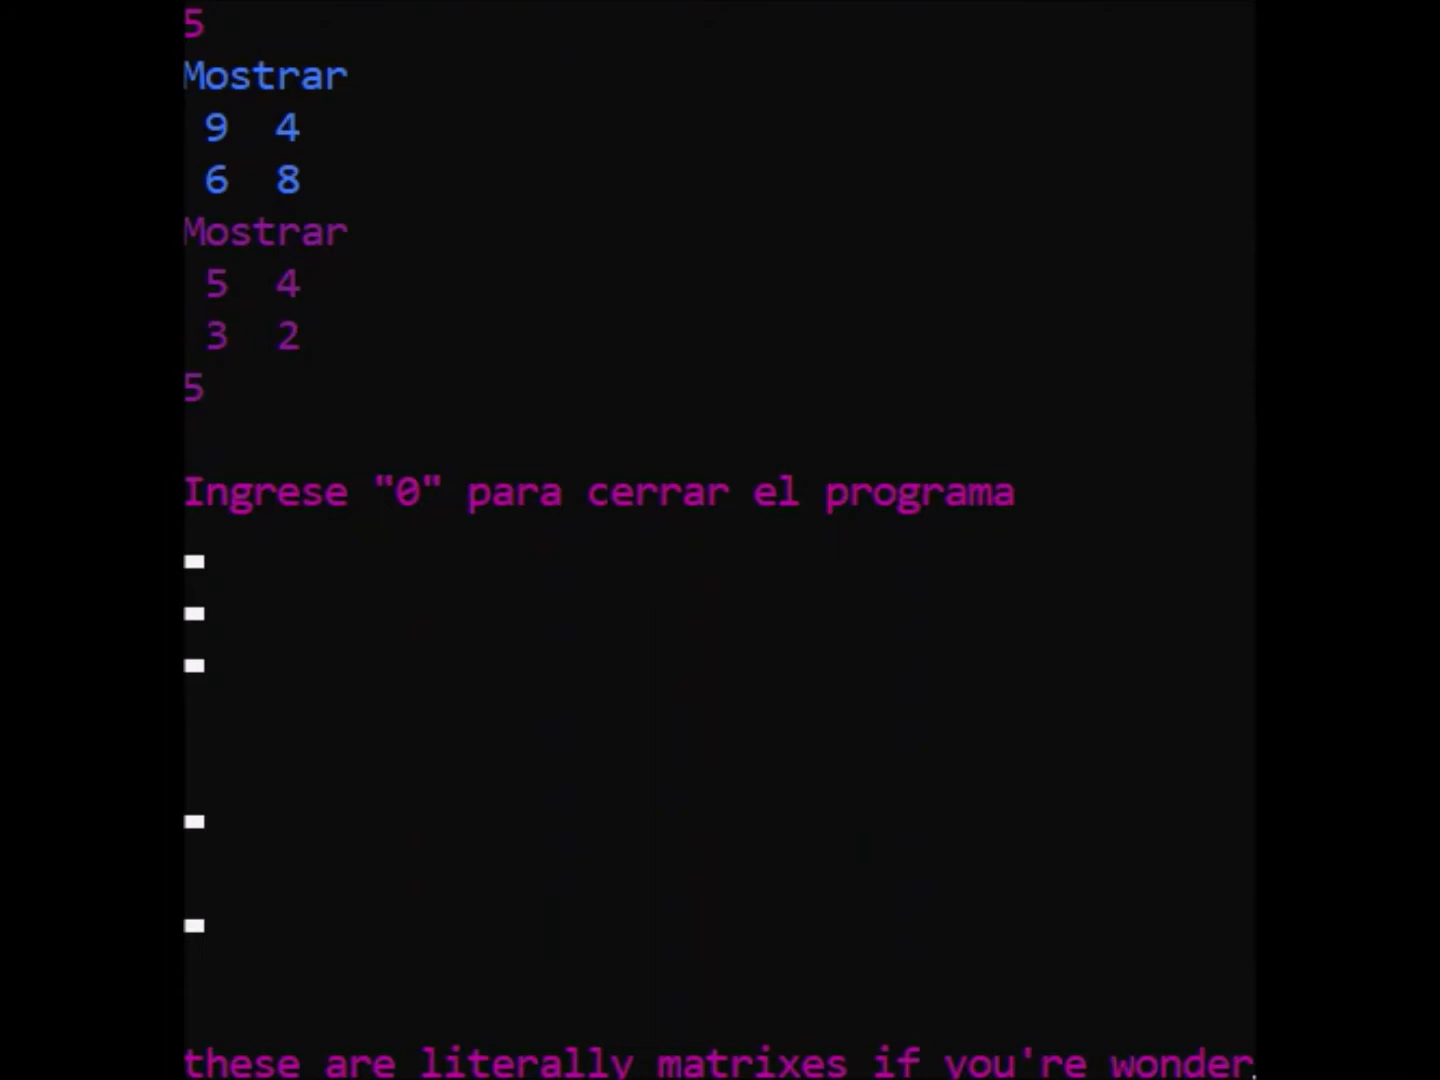 5
Mostrar
9 4
6 8
Mostrar
5 4
3 2
5
Ingrese "0" para cerrar el programa
these are literally matrixes if you're wonder